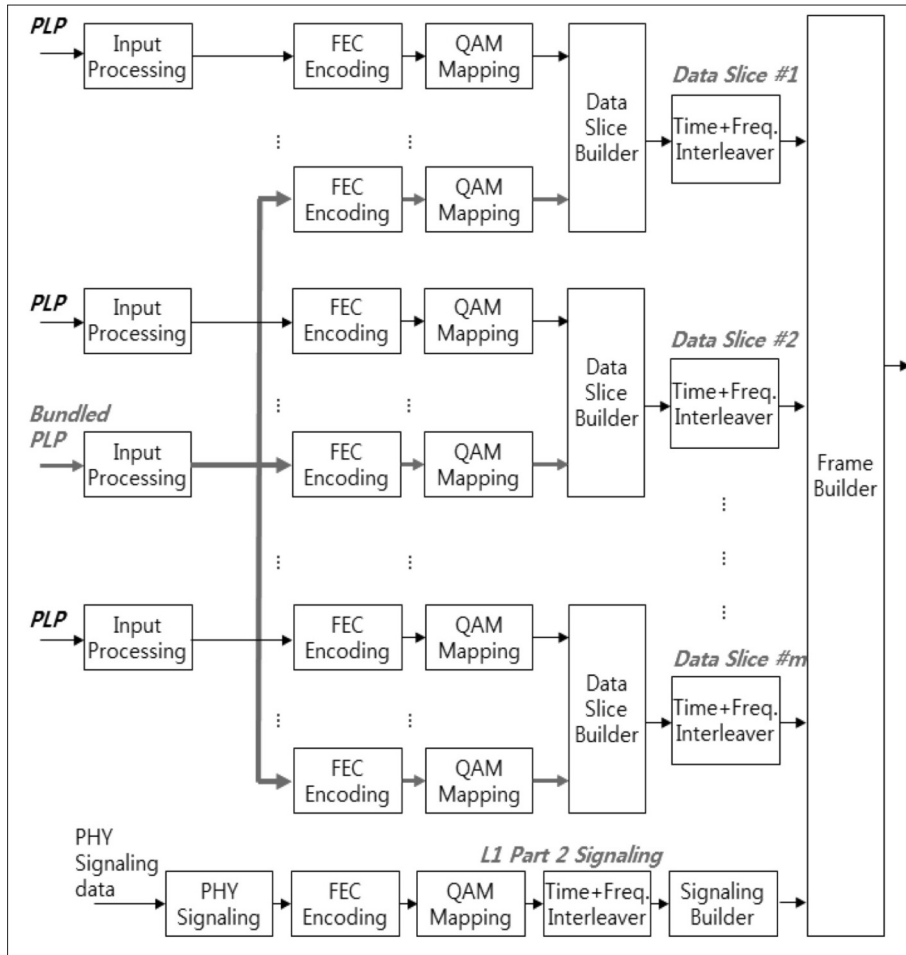 PLP
Input
Processing
FEC
Encoding
QAM
Mapping
Data
Slice
Builder
Data Slice #1
Time+Freq.
Interleaver
FEC
Encoding
QAM
Mapping
PLP
Input
Processing
FEC
Encoding
QAM
Mapping
Data
Slice
Builder
Data Slice #2
Time+Freq.
Interleaver
Bundled
PLP
Input
Processing
FEC
Encoding
QAM
Mapping
Frame
Builder
PLP
Input
Processing
FEC
Encoding
QAM
Mapping
Data
Slice
Builder
Data Slice #m
Time+Freq.
Interleaver
FEC
Encoding
QAM
Mapping
PHY
Signaling
data
PHY
Signaling
FEC
Encoding
QAM
Mapping
L1 Part 2 Signaling
Time+Freq.
Interleaver
Signaling
Builder